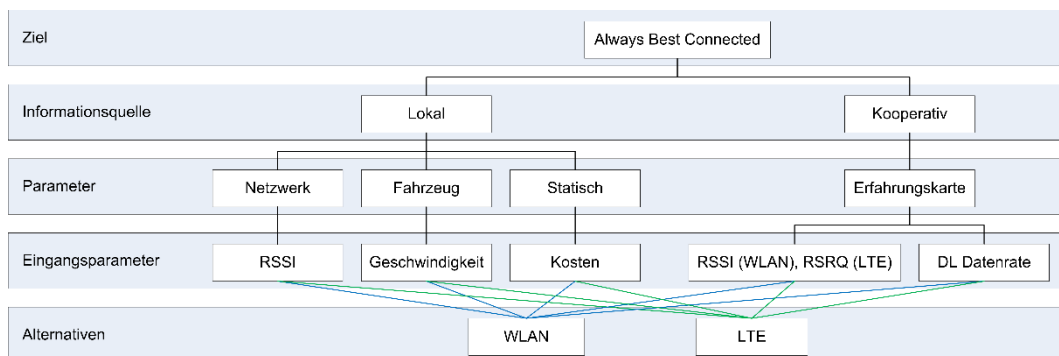 Ziel
Always Best Connected
Informationsquelle
Lokal
Kooperativ
Parameter
Netzwerk
Fahrzeug
Statisch
Erfahrungskarte
Eingangsparameter
RSSI
Geschwindigkeit
Kosten
RSSI (WLAN), RSRQ (LTE)
DL Datenrate
Alternativen
WLAN
LTE